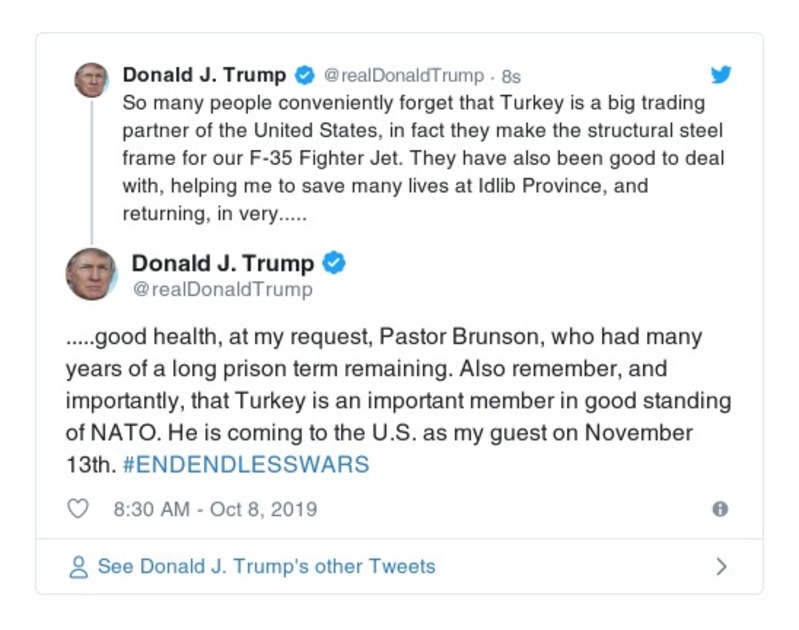 Donald J. Trump @realDonaldTrump · 8s
So many people conveniently forget that Turkey is a big trading
partner of the United States, in fact they make the structural steel
frame for our F-35 Fighter Jet. They have also been good to deal
with, helping me to save many lives at Idlib Province, and
returning, in very.....
Donald J. Trump
@realDonaldTrump
.....good health, at my request, Pastor Brunson, who had many
years of a long prison term remaining. Also remember, and
importantly, that Turkey is an important member in good standing
of NATO. He is coming to the U.S. as my guest on November
13th. #ENDENDLESSWARS
8:30 AM - Oct 8, 2019
See Donald J. Trump's other Tweets